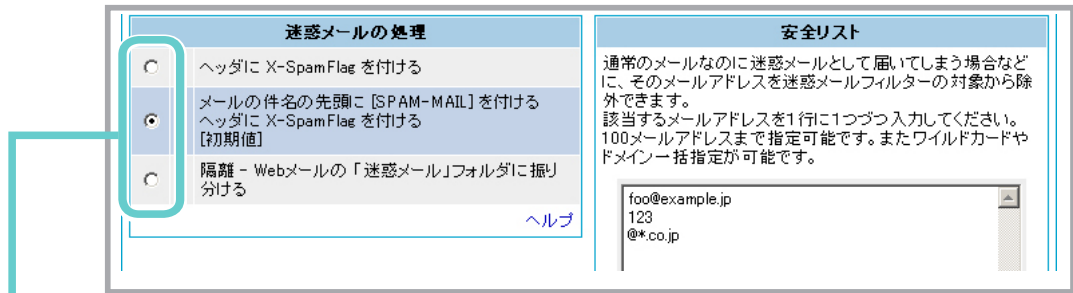 迷惑メールの処理
ヘッダに X-SpamFlag を付ける
メールの件名の先頭に [SPAM-MAIL] を付ける
ヘッダに X-SpamFlag を付ける
[初期値]
隔離 - Webメールの「迷惑メール」フォルダに振り
分ける
ヘルプ
安全リスト
通常のメールなのに迷惑メールとして届いてしまう場合など
に、そのメールアドレスを迷惑メールフィルターの対象から除
外できます。
該当するメールアドレスを1行に1つづつ入力してください。
100メールアドレスまで指定可能です。またワイルドカードや
ドメイン一括指定が可能です。
foo@example.jp
123
@*.co.jp